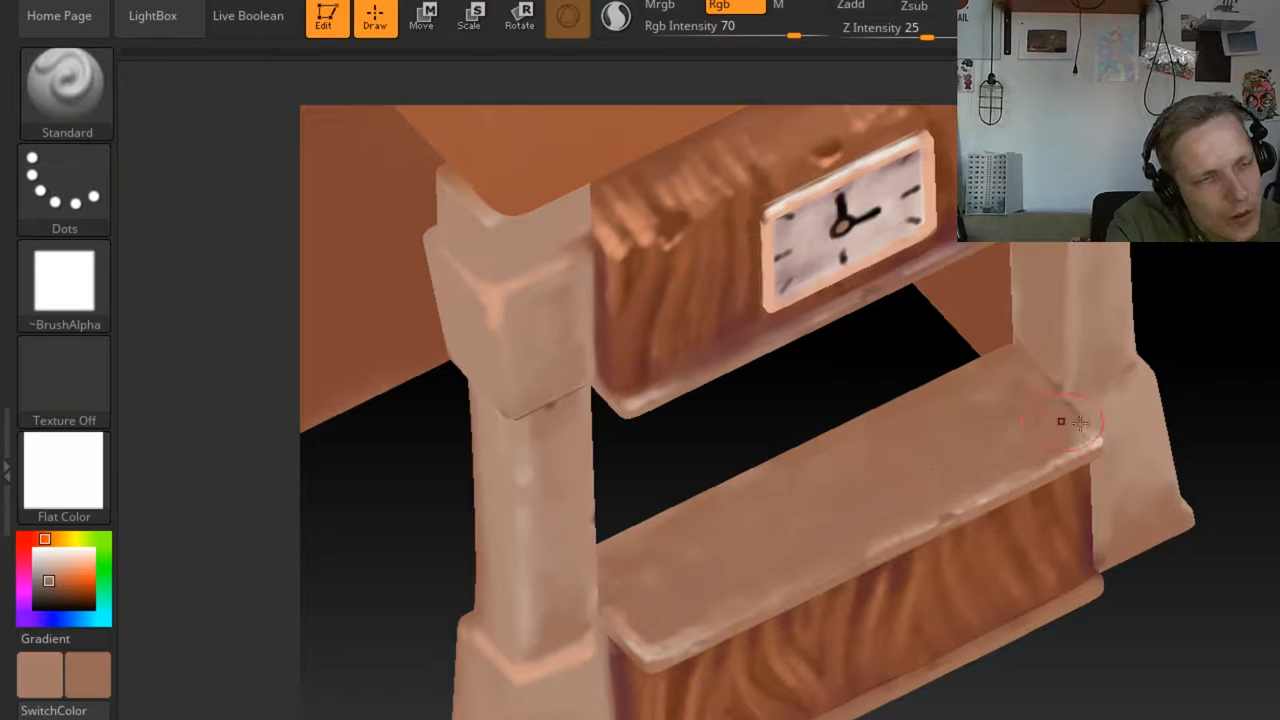 Home Page
LightBox
Live Boolean
Edit
Draw
Move
Scale
Rotate
Mrgb
Rgb
M
Zadd
Zsub
Rgb Intensity 70
Z Intensity 25
Standard
Dots
~BrushAlpha
Texture Off
Flat Color
Gradient
SwitchColor